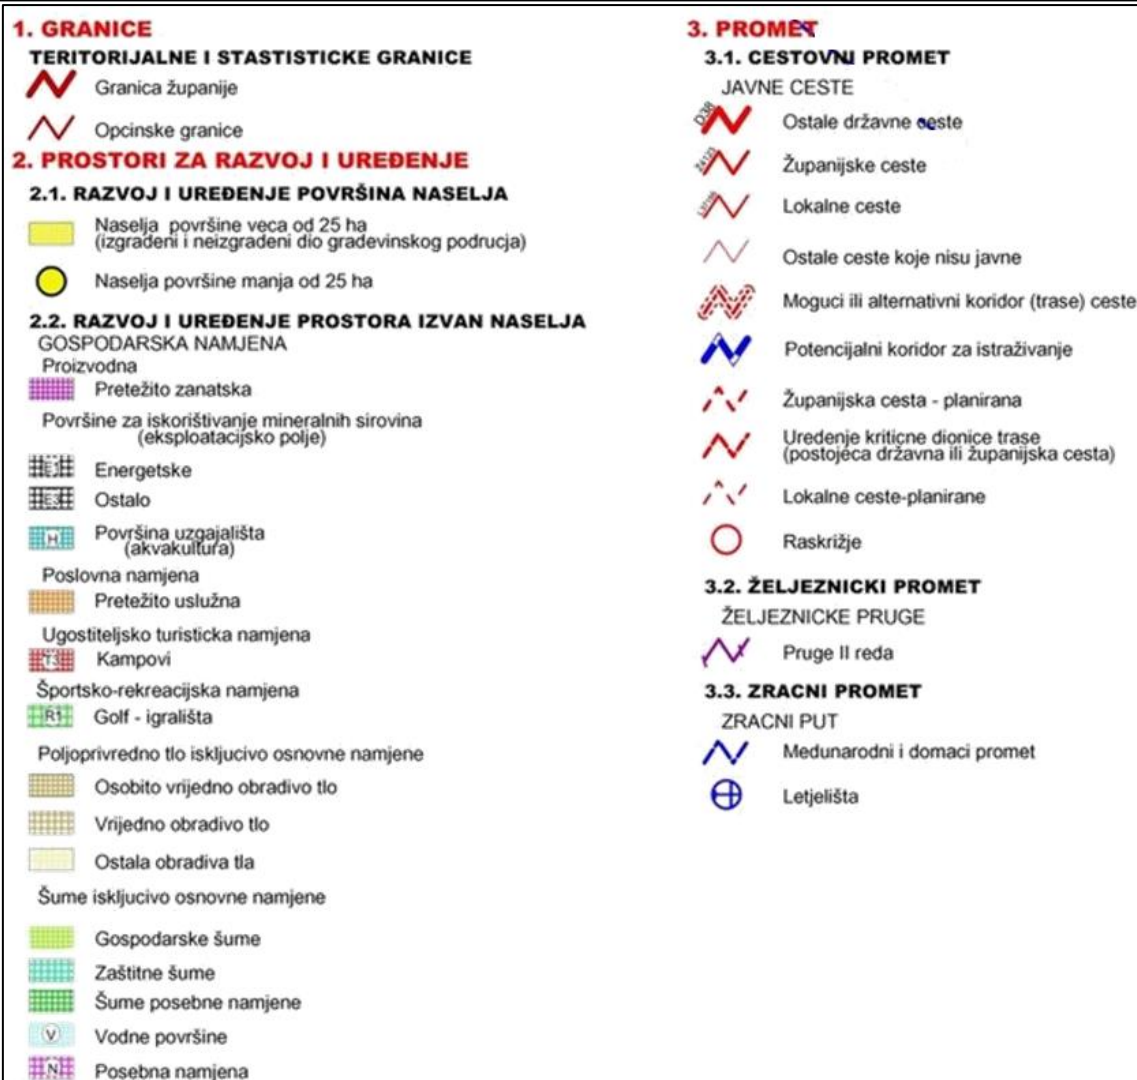 1. GRANICE
TERITORIJALNE I STASTISTICKE GRANICE
Granica županije
Opcinske granice
2. PROSTORI ZA RAZVOJ I UREĐENJE
2.1. RAZVOJ I UREĐENJE POVRŠINA NASELJA
Naselja površine veca od 25 ha
(izgrađeni i neizgrađeni dio građevinskog podrucja)
Naselja površine manja od 25 ha
2.2. RAZVOJ I UREĐENJE PROSTORA IZVAN NASELJA
GOSPODARSKA NAMJENA
Proizvodna
Pretežito zanatska
Površine za iskorištivanje mineralnih sirovina
(eksploatacijsko polje)
E1 Energetske
E3 Ostalo
H Površina uzgajališta
(akvakultura)
Poslovna namjena
Pretežito uslužna
Ugostiteljsko turisticka namjena
T3 Kampovi
Športsko-rekreacijska namjena
R1 Golf - igrališta
Poljoprivredno tlo iskljucivo osnovne namjene
Osobito vrijedno obradivo tlo
Vrijedno obradivo tlo
Ostala obradiva tla
Šume iskljucivo osnovne namjene
Gospodarske šume
Zaštitne šume
Šume posebne namjene
V Vodne površine
N Posebna namjena
3. PROMET
3.1. CESTOVNI PROMET
JAVNE CESTE
D38 Ostale državne ceste
Županijske ceste
Lokalne ceste
Ostale ceste koje nisu javne
Moguci ili alternativni koridor (trase) ceste
Potencijalni koridor za istraživanje
Županijska cesta - planirana
Uređenje kriticne dionice trase
(postojeća državna ili županijska cesta)
Lokalne ceste-planirane
Raskrižje
3.2. ŽELJEZNICKI PROMET
ŽELJEZNICKE PRUGE
Pruge II reda
3.3. ZRACNI PROMET
ZRACNI PUT
Međunarodni i domaci promet
Letjelišta